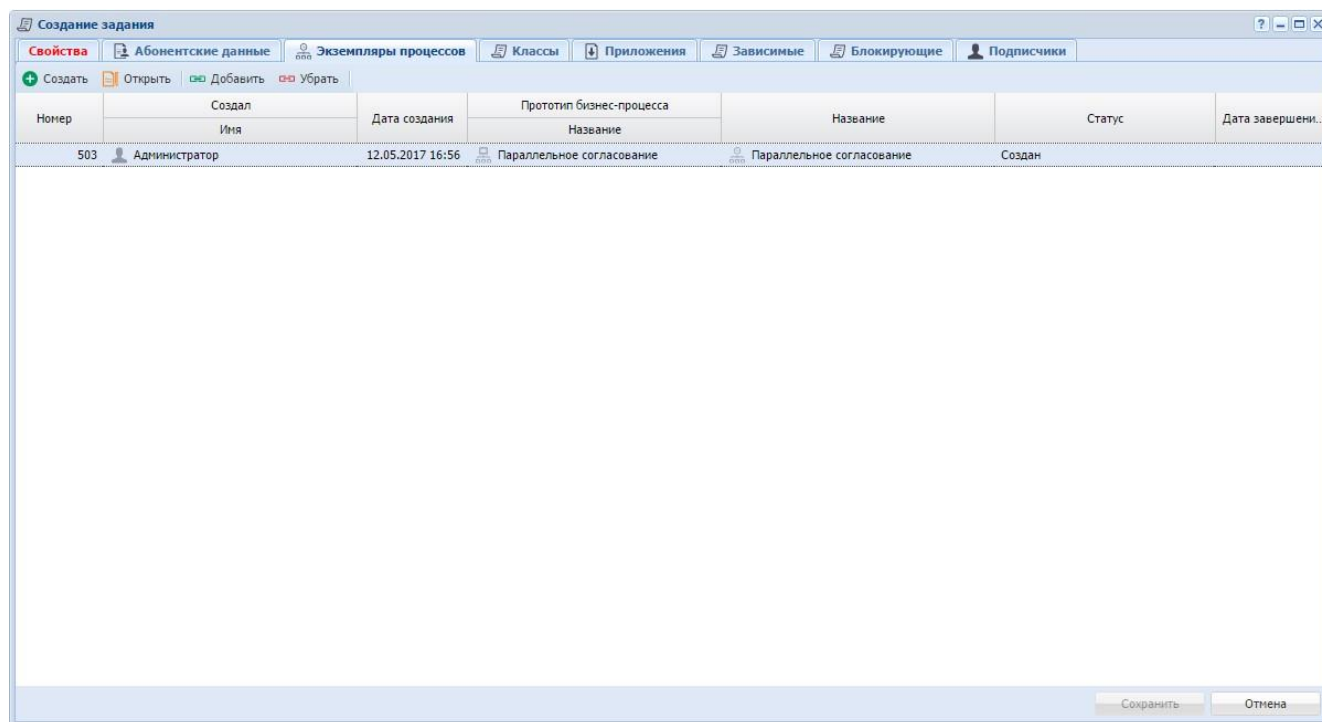 Создание задания
Свойства Абонентские данные Экземпляры процессов Классы Приложения Зависимые Блокирующие Подписчики
Создать Открыть Добавить Убрать
Номер Создал Дата создания Прототип бизнес-процесса Название Статус Дата завершени..
Имя Название
503 Администратор 12.05.2017 16:56 Параллельное согласование Параллельное согласование Создан
Сохранить Отмена